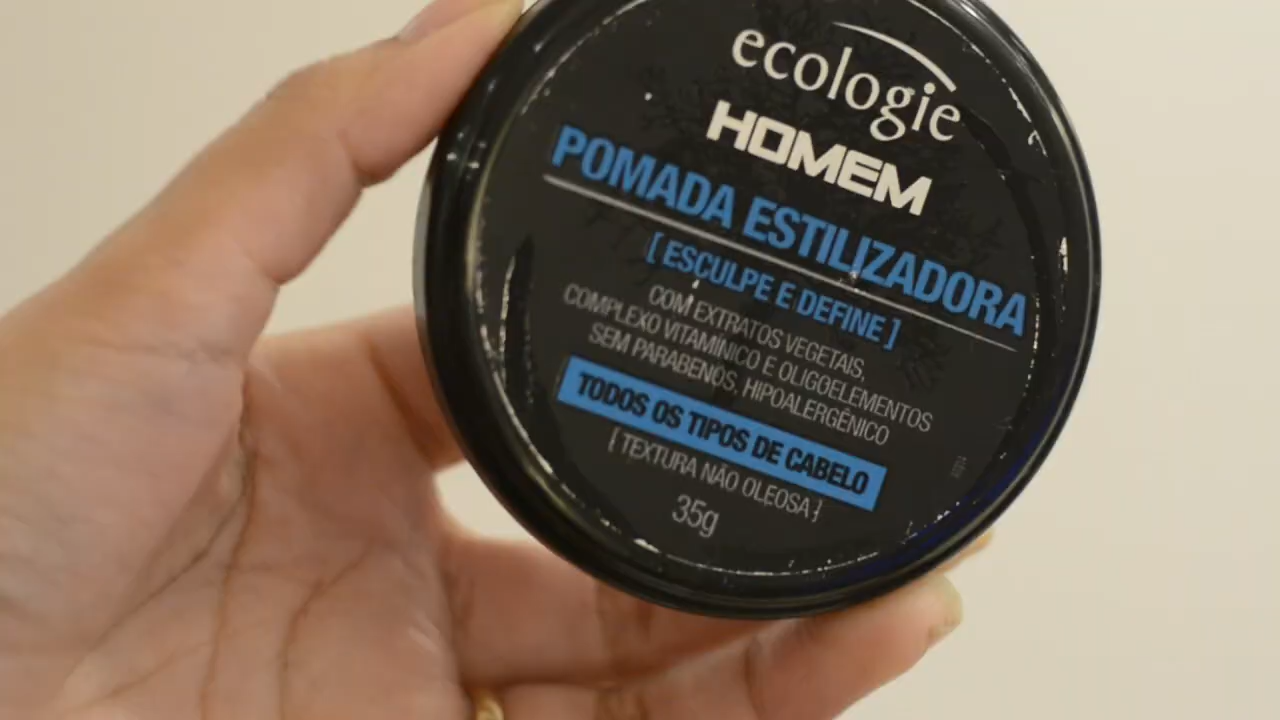 ecologie
HOMEM
POMADA ESTILIZADORA
[ ESCULPE E DEFINE ]
COM EXTRATOS VEGETAIS,
COMPLEXO VITAMÍNICO E OLIGOELEMENTOS
SEM PARABENOS, HIPOALERGÊNICO
TODOS OS TIPOS DE CABELO
[ TEXTURA NÃO OLEOSA ]
35g